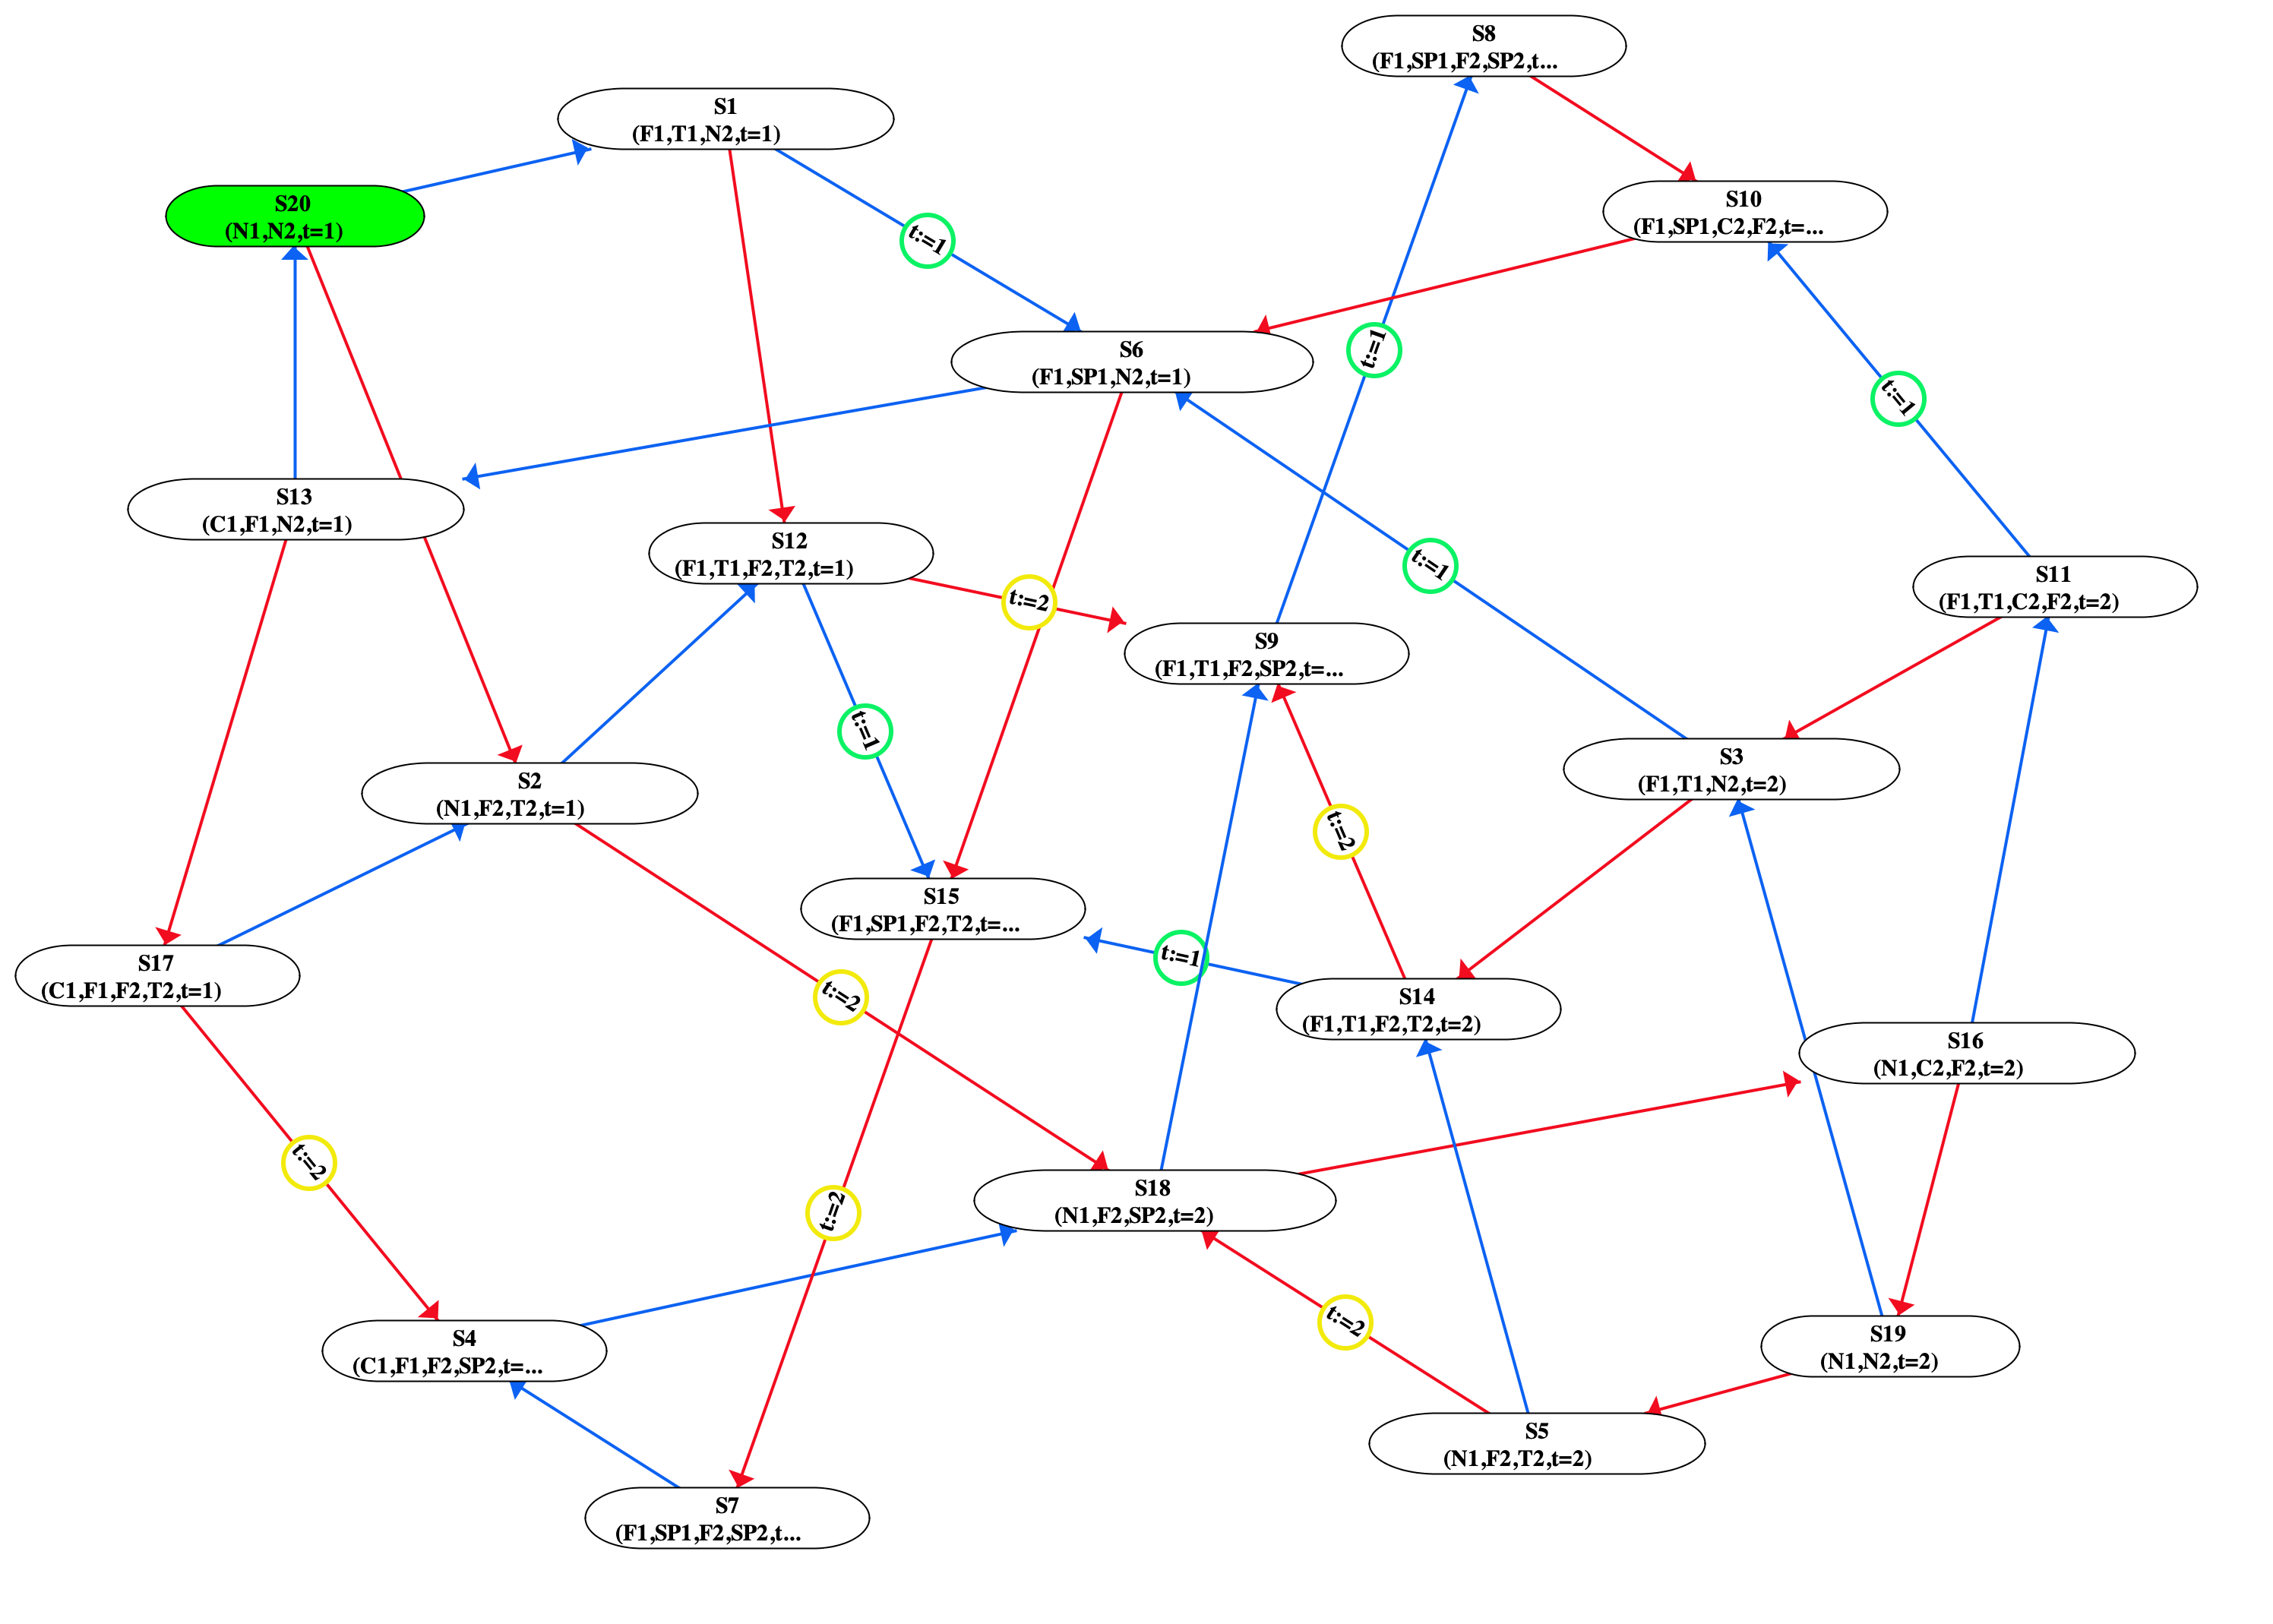 S8
(F1,SP1,F2,SP2,t...
S1
(F1,T1,N2,t=1)
S20
(N1,N2,t=1)
S10
(F1,SP1,C2,F2,t=...
t:=1
S6
(F1,SP1,N2,t=1)
t:=1
t:=1
S13
(C1,F1,N2,t=1)
S12
(F1,T1,F2,T2,t=1)
t:=1
S11
(F1,T1,C2,F2,t=2)
t:=2
S9
(F1,T1,F2,SP2,t=...
t:=1
S3
(F1,T1,N2,t=2)
S2
(N1,F2,T2,t=1)
t:=2
S15
(F1,SP1,F2,T2,t=...
t:=1
S17
(C1,F1,F2,T2,t=1)
t:=2
S14
(F1,T1,F2,T2,t=2)
S16
(N1,C2,F2,t=2)
t:=2
S18
(N1,F2,SP2,t=2)
t:=2
t:=2
S4
(C1,F1,F2,SP2,t=...
S19
(N1,N2,t=2)
S5
(N1,F2,T2,t=2)
S7
(F1,SP1,F2,SP2,t...